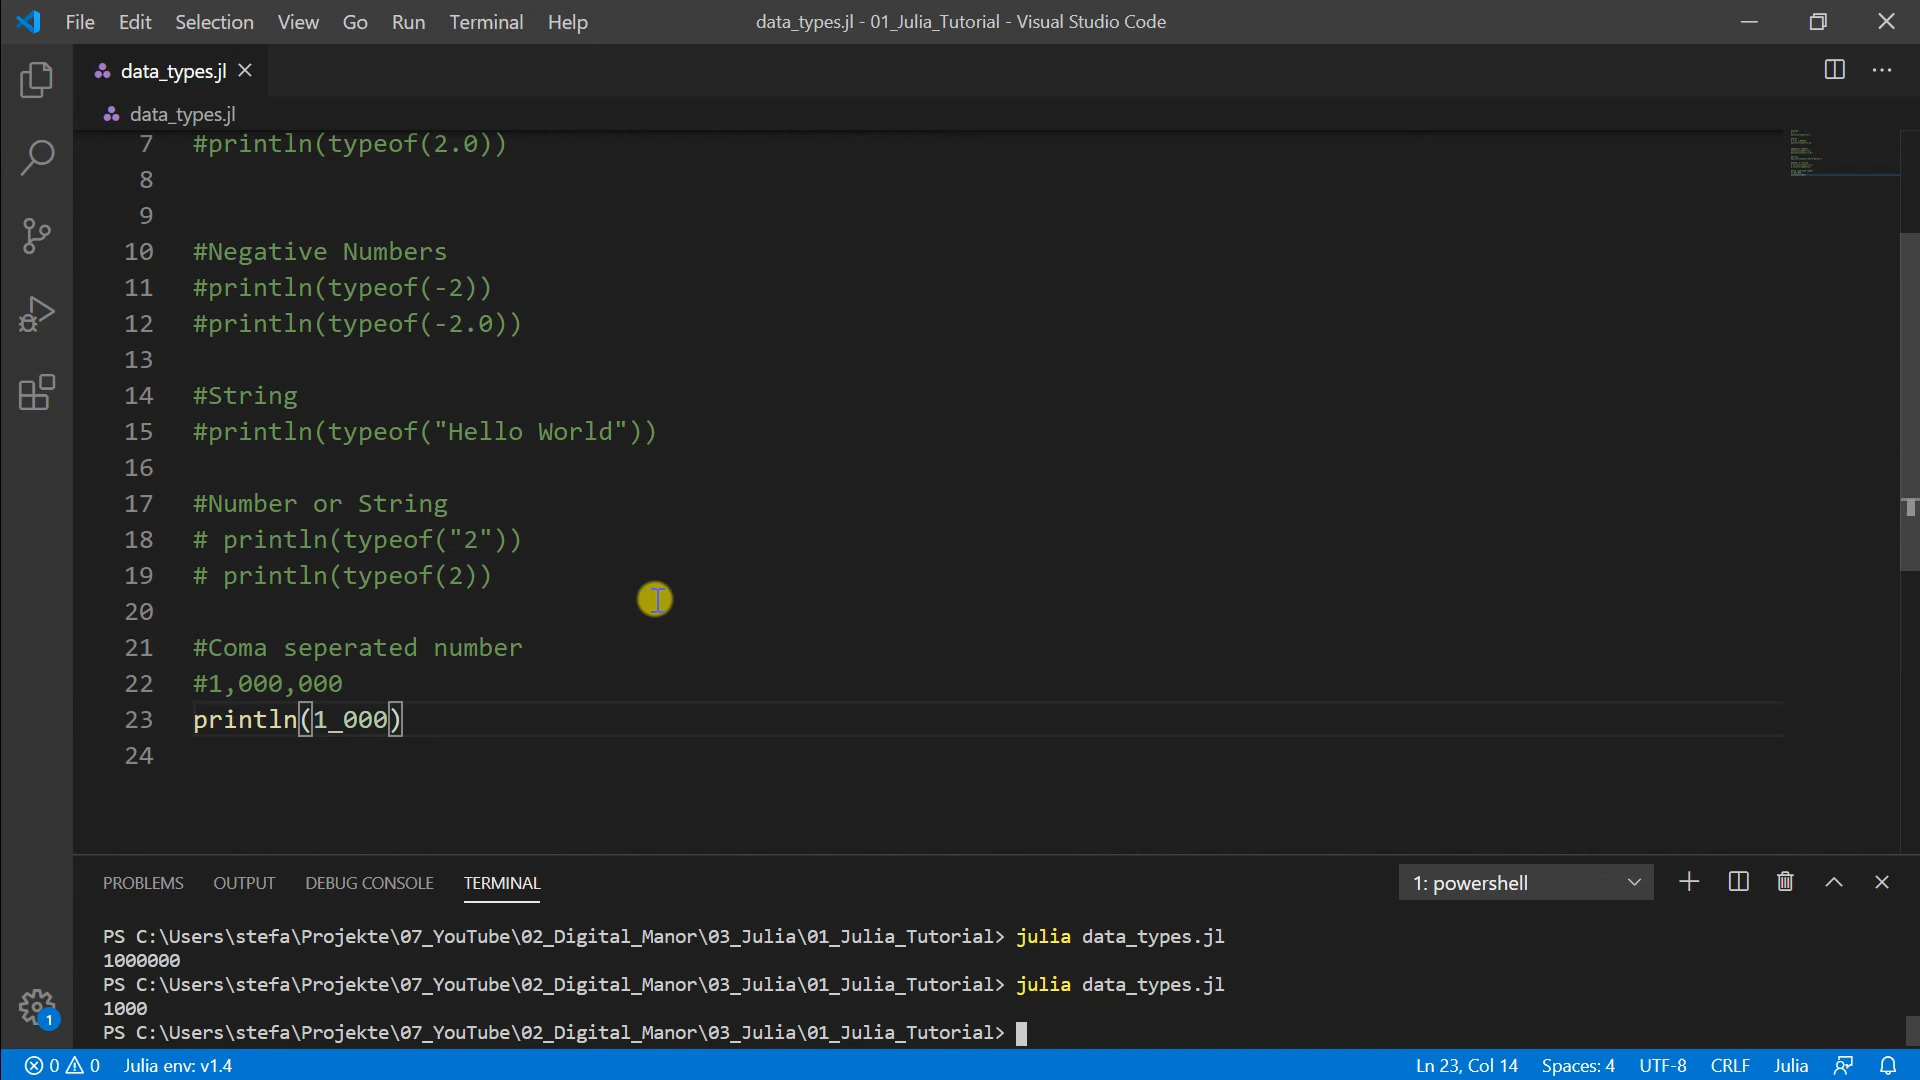 File Edit Selection View Go Run Terminal Help data_types.jl - 01_Julia_Tutorial - Visual Studio Code
data_types.jl
data_types.jl
7 #println(typeof(2.0))
8
9
10 #Negative Numbers
11 #println(typeof(-2))
12 #println(typeof(-2.0))
13
14 #String
15 #println(typeof("Hello World"))
16
17 #Number or String
18 # println(typeof("2"))
19 # println(typeof(2))
20
21 #Coma seperated number
22 #1,000,000
23 println(1_000)
24
PROBLEMS OUTPUT DEBUG CONSOLE TERMINAL 1: powershell
PS C:\Users\stefa\Projekte\07_YouTube\02_Digital_Manor\03_Julia\01_Julia_Tutorial> julia data_types.jl
1000000
PS C:\Users\stefa\Projekte\07_YouTube\02_Digital_Manor\03_Julia\01_Julia_Tutorial> julia data_types.jl
1000
PS C:\Users\stefa\Projekte\07_YouTube\02_Digital_Manor\03_Julia\01_Julia_Tutorial>
1
0 0 Julia env: v1.4 Ln 23, Col 14 Spaces: 4 UTF-8 CRLF Julia